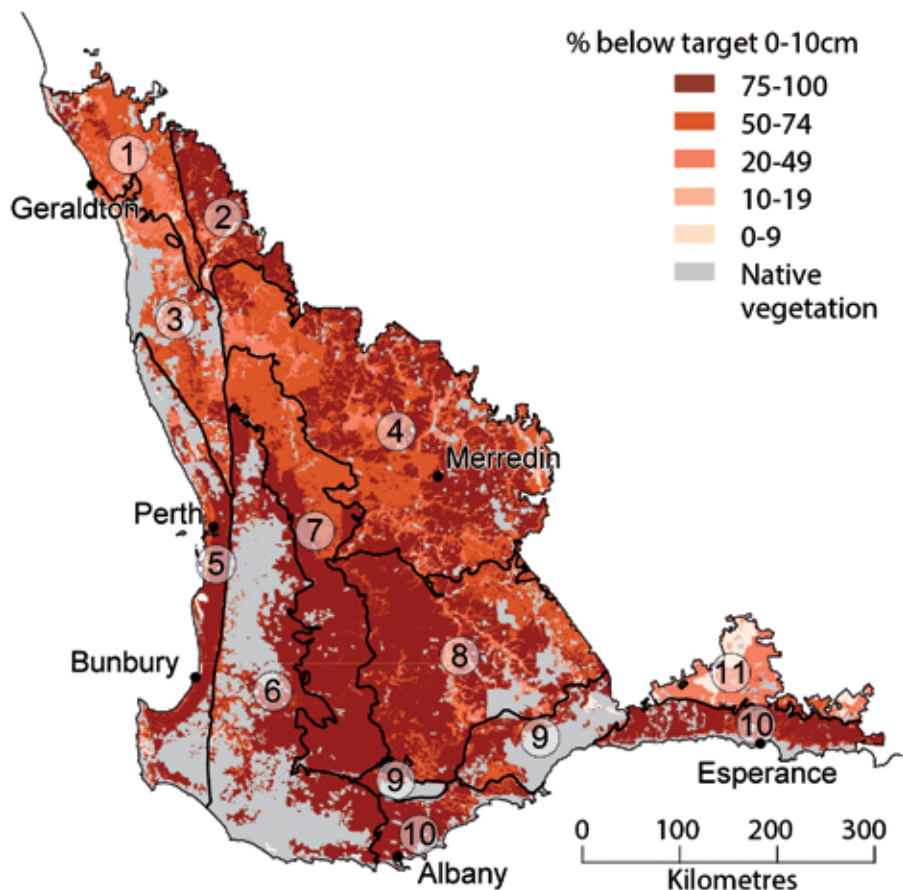 % below target 0-10cm
75-100
50-74
20-49
10-19
0-9
Native
vegetation
1
Geraldton
2
3
4
Merredin
Perth
7
5
Bunbury
6
8
11
9
10
Esperance
9
10
Albany
0 100 200 300
Kilometres